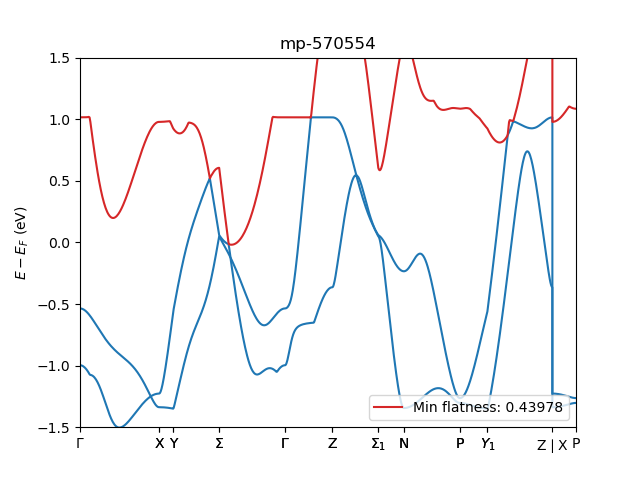 mp-570554
E − E_F (eV)
1.5
1.0
0.5
0.0
−0.5
−1.0
−1.5
Min flatness: 0.43978
Γ X Y Σ Γ Z Σ₁ N P Y₁ Z | X P